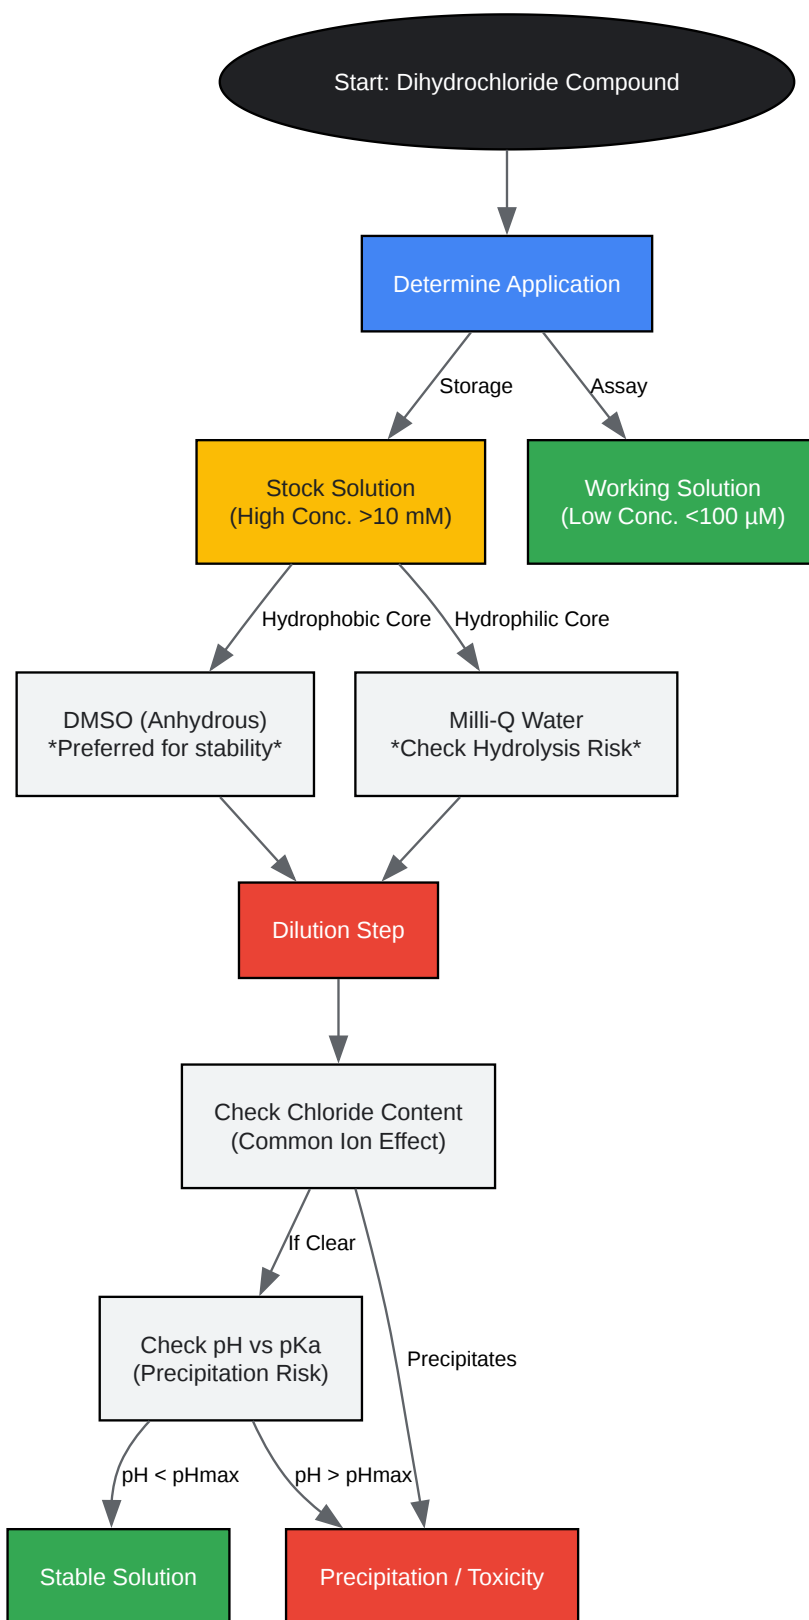 Start: Dihydrochloride Compound
Determine Application
Storage
Assay
Stock Solution
(High Conc. >10 mM)
Working Solution
(Low Conc. <100 µM)
Hydrophobic Core
Hydrophilic Core
DMSO (Anhydrous)
*Preferred for stability*
Milli-Q Water
*Check Hydrolysis Risk*
Dilution Step
Check Chloride Content
(Common Ion Effect)
If Clear
Check pH vs pKa
(Precipitation Risk)
Precipitates
pH < pHmax
pH > pHmax
Stable Solution
Precipitation / Toxicity